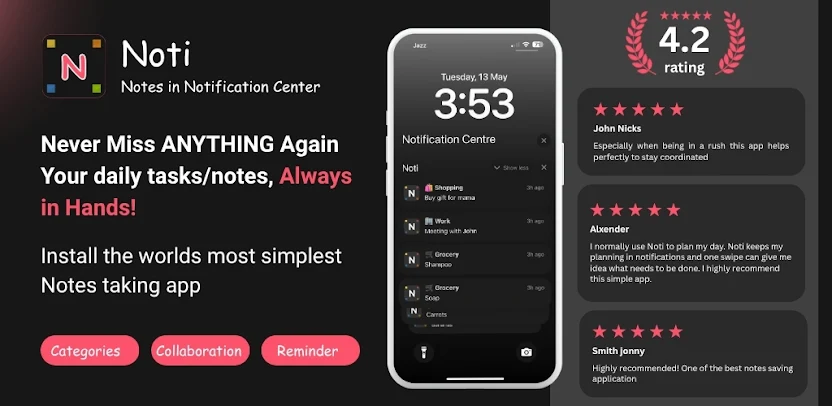 N
Noti
Notes in Notification Center
Never Miss ANYTHING Again
Your daily tasks/notes, Always
in Hands!
Install the worlds most simplest
Notes taking app
Categories
Collaboration
Reminder
Jazz
72
Tuesday, 13 May
3:53
Notification Centre
Noti
Show less
N
Shopping
3h ago
Buy gift for mama
N
Work
3h ago
Meeting with John
N
Grocery
3h ago
Shampoo
N
Grocery
3h ago
Soap
N
Carrots
4.2
rating
John Nicks
Especially when being in a rush this app helps
perfectly to stay coordinated
Alxender
I normally use Noti to plan my day. Noti keeps my
planning in notifications and one swipe can give me
idea what needs to be done. I highly recommend
this simple app.
Smith Jonny
Highly recommended! One of the best notes saving
application